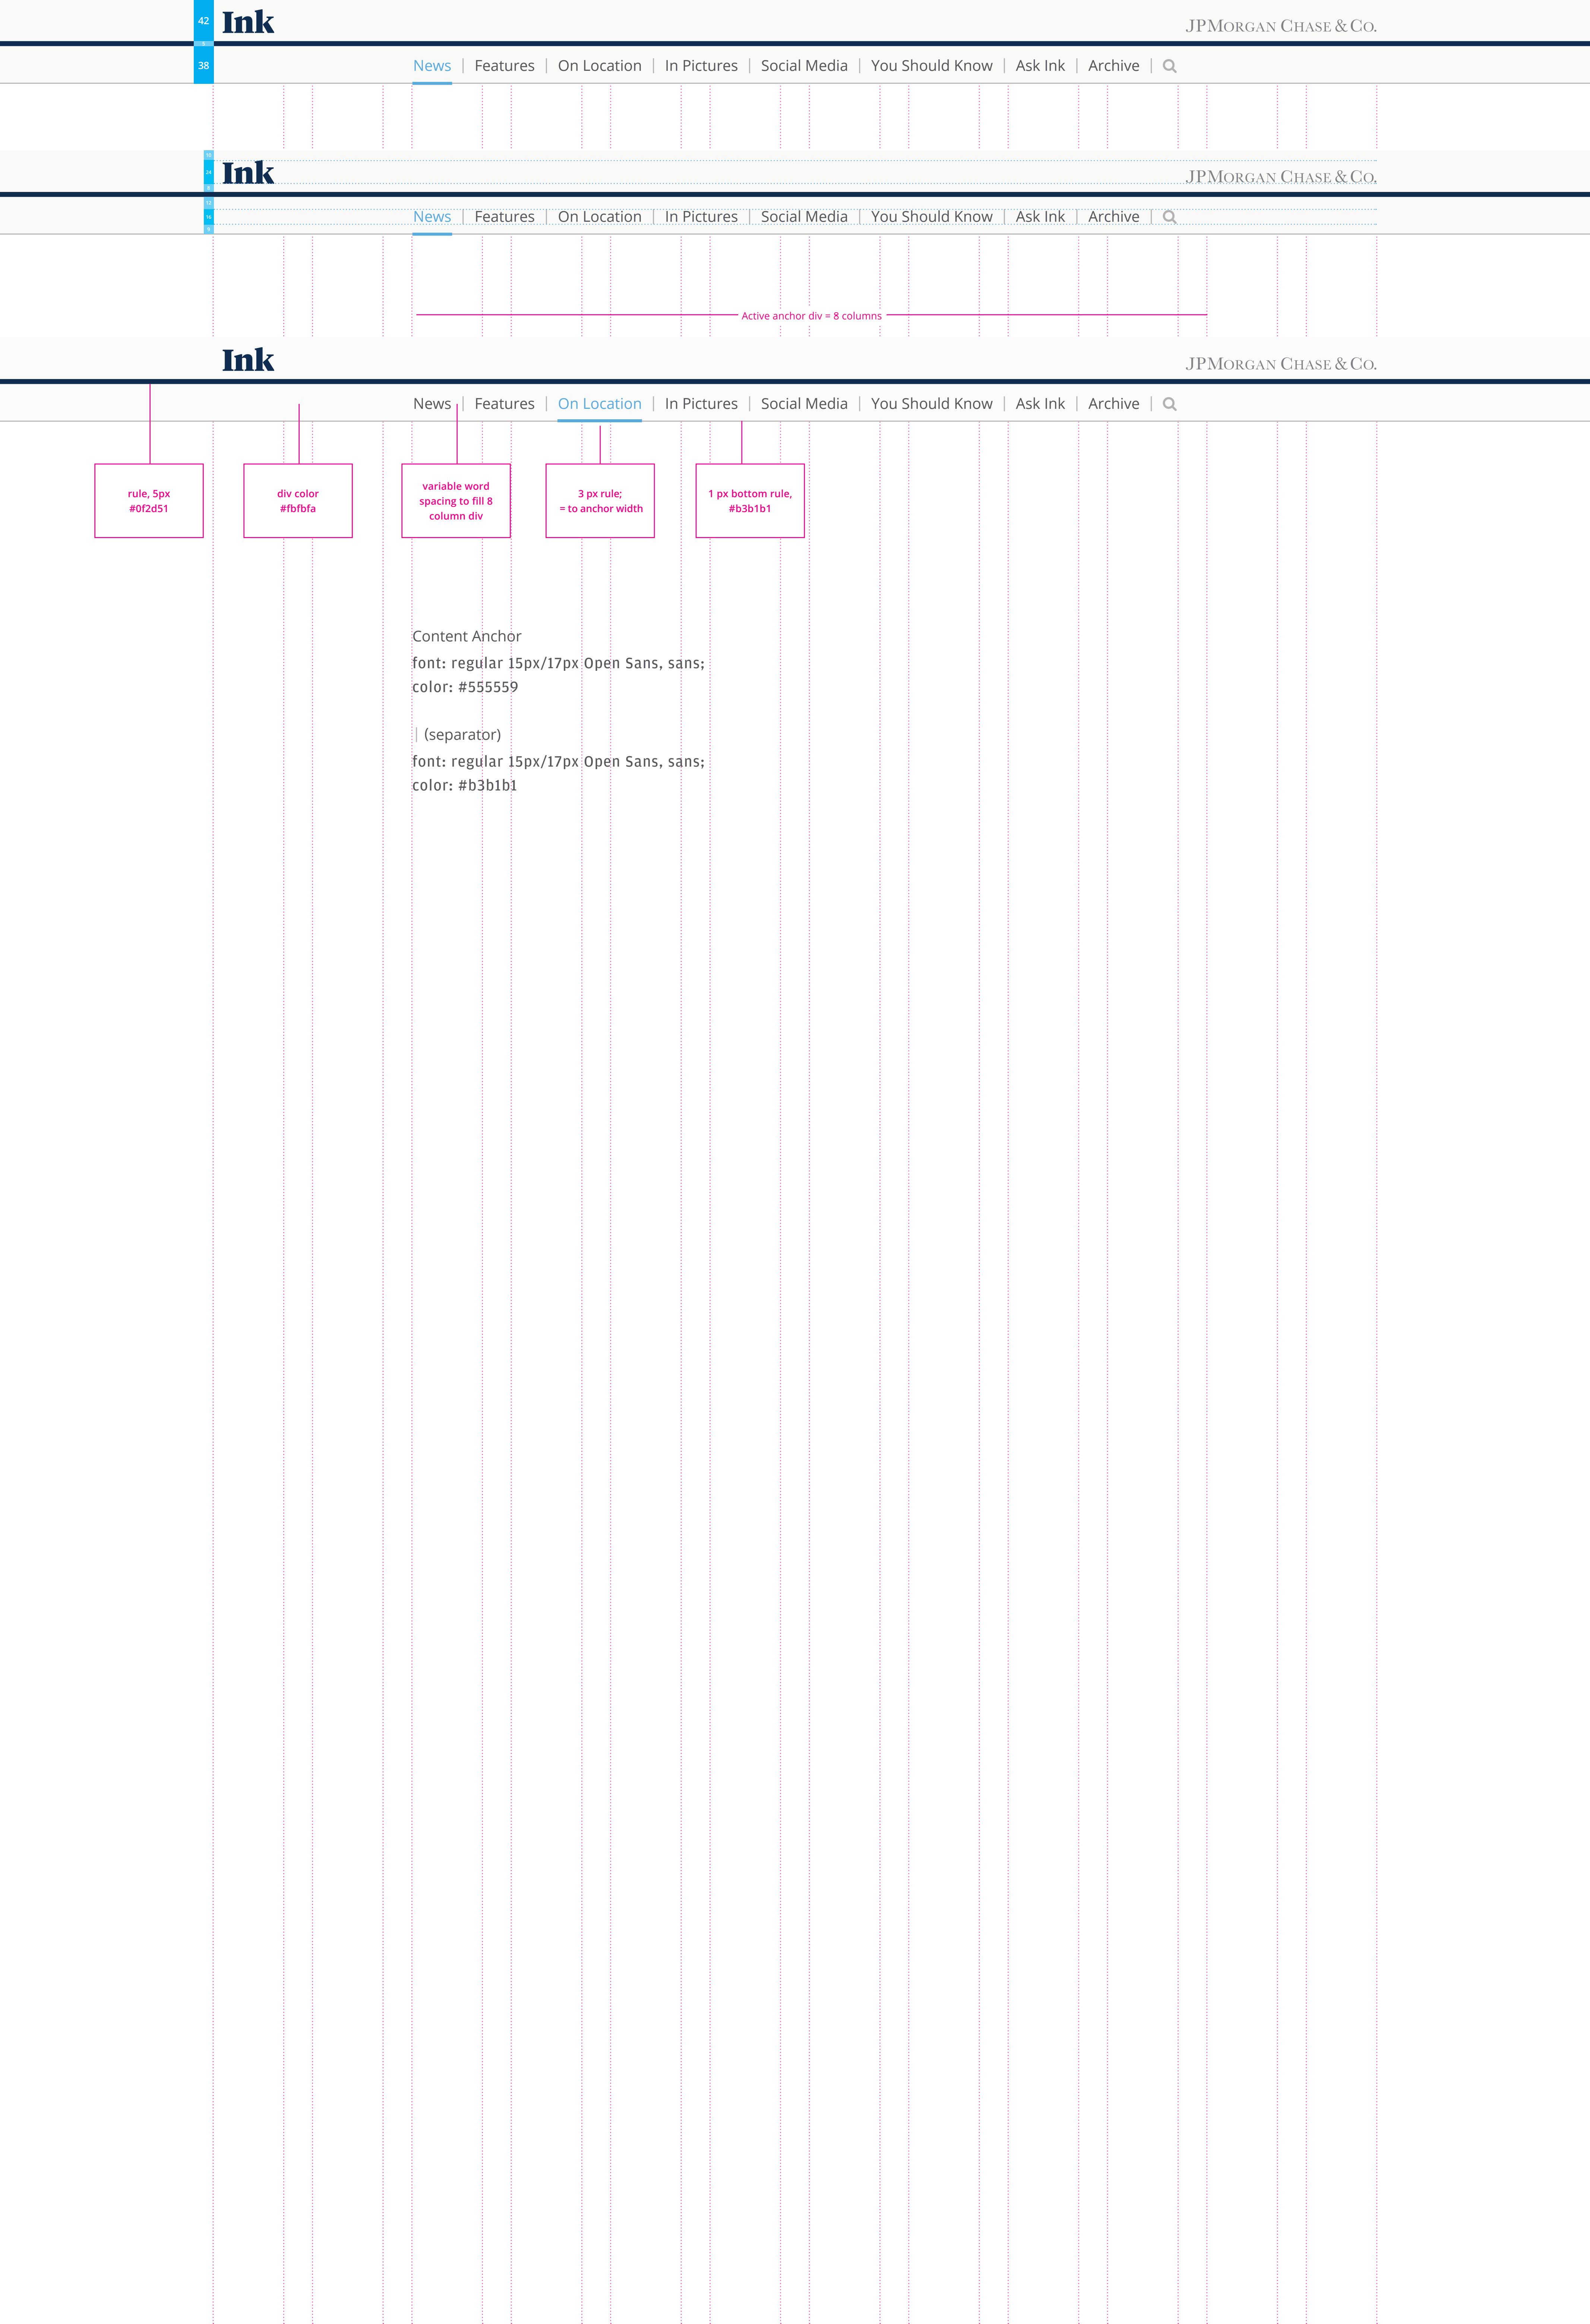 42 Ink JPMORGAN CHASE & CO.
5
38 News | Features | On Location | In Pictures | Social Media | You Should Know | Ask Ink | Archive |
Ink JPMORGAN CHASE & CO.
24
News | Features | On Location | In Pictures | Social Media | You Should Know | Ask Ink | Archive |
12
16
Active anchor div = 8 columns
Ink JPMORGAN CHASE & CO.
News | Features | On Location | In Pictures | Social Media | You Should Know | Ask Ink | Archive |
rule, 5px
#0f2d51
div color
#fbfbfa
variable word
spacing to fill 8
column div
3 px rule;
= to anchor width
1 px bottom rule,
#b3b1b1
Content Anchor
font: regular 15px/17px Open Sans, sans;
color: #555559
| (separator)
font: regular 15px/17px Open Sans, sans;
color: #b3b1b1